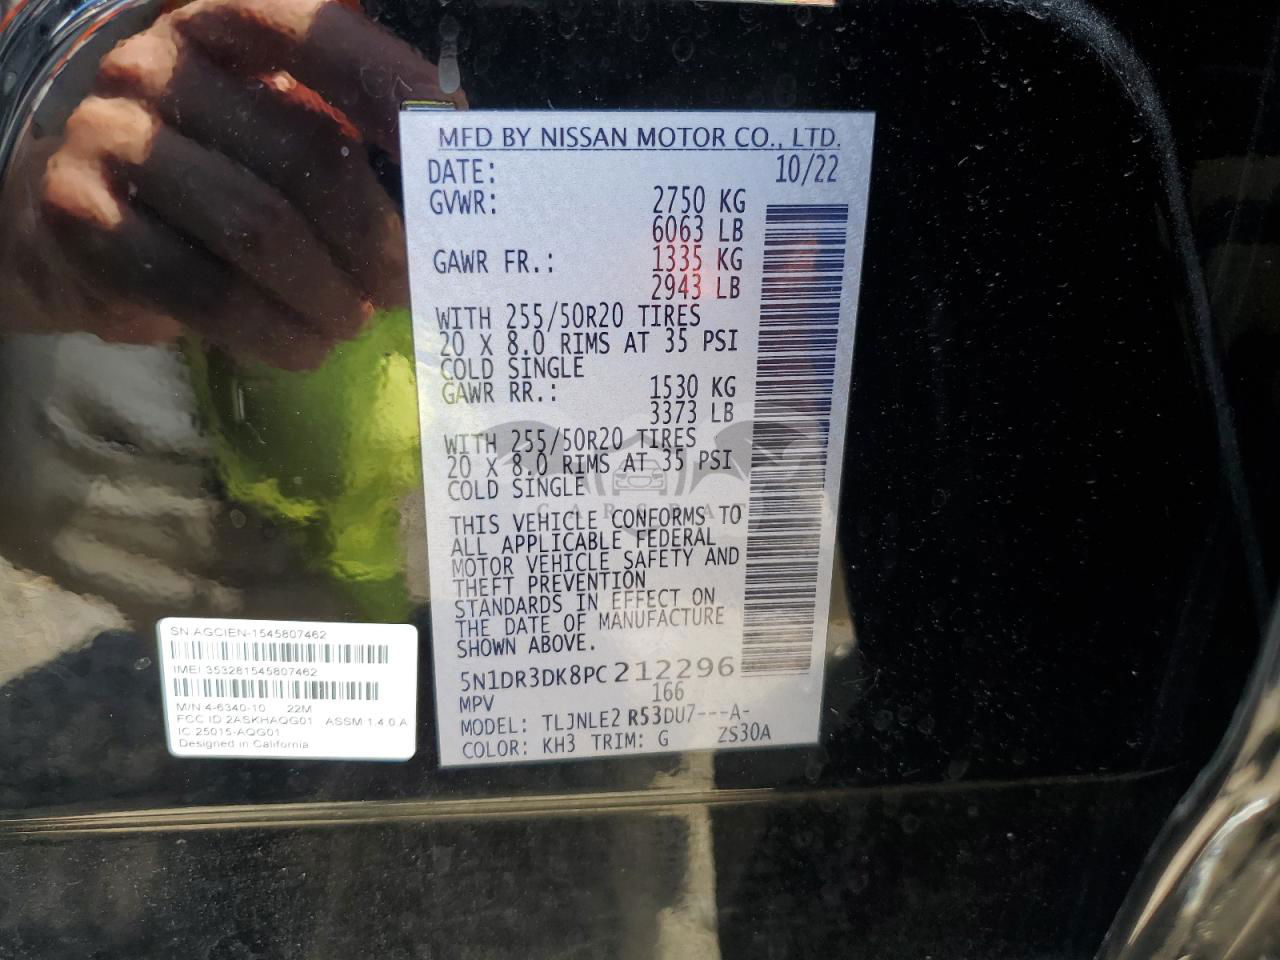 MFD BY NISSAN MOTOR CO., LTD.
DATE: 10/22
GVWR: 2750 KG
6063 LB
GAWR FR.: 1335 KG
2943 LB
WITH 255/50R20 TIRES
20 X 8.0 RIMS AT 35 PSI
COLD SINGLE
GAWR RR.: 1530 KG
3373 LB
WITH 255/50R20 TIRES
20 X 8.0 RIMS AT 35 PSI
COLD SINGLE
THIS VEHICLE CONFORMS TO
ALL APPLICABLE FEDERAL
MOTOR VEHICLE SAFETY AND
THEFT PREVENTION
STANDARDS IN EFFECT ON
THE DATE OF MANUFACTURE
SHOWN ABOVE.
5N1DR3DK8PC212296
MPV 166
MODEL: TLJNLE2 R53DU7---A-
COLOR: KH3 TRIM: G ZS30A
SN:AGCIEN-1545807462
IMEI 353281545807462
M/N 4-6340-10 22M
FCC ID 2ASKHAQG01 ASSM 1.4.0 A
IC:25015-AQG01
Designed in California